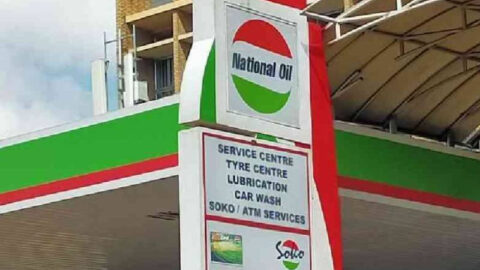 National Oil
SERVICE CENTRE
TYRE CENTRE
LUBRICATION
CAR WASH
SOKO / ATM SERVICES
Soko